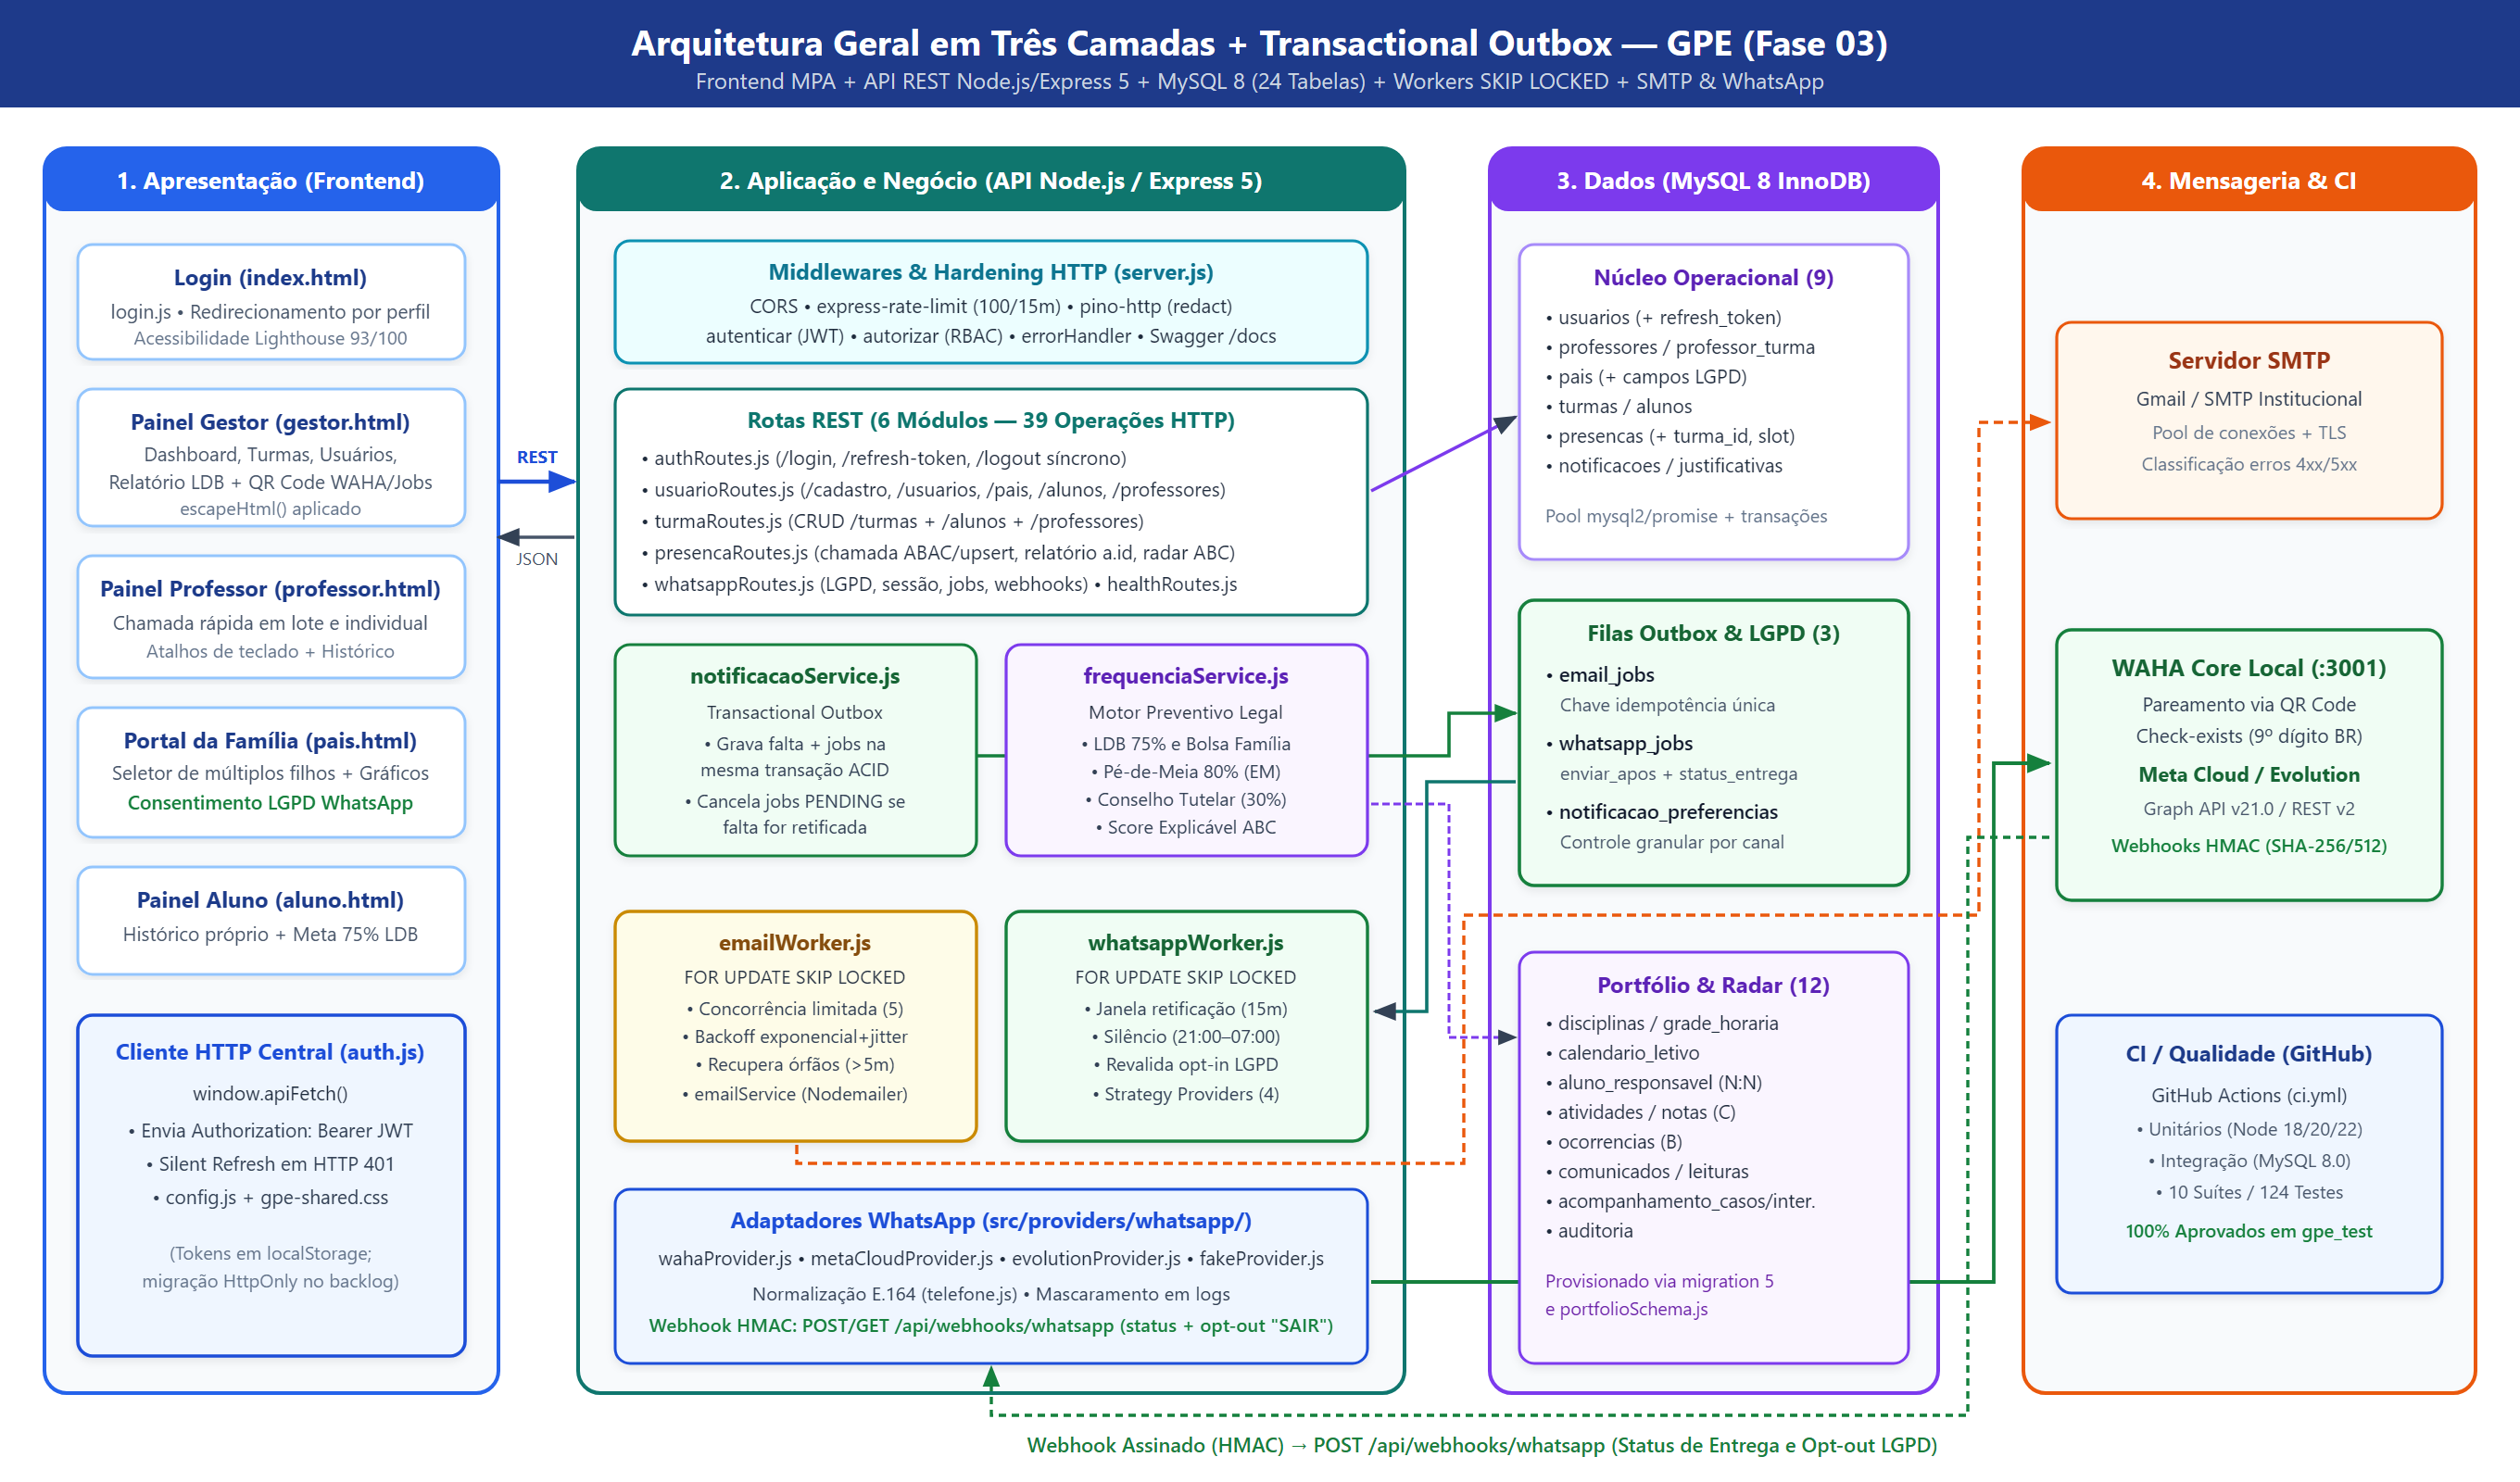 Arquitetura Geral em Três Camadas + Transactional Outbox — GPE (Fase 03)
Frontend MPA + API REST Node.js/Express 5 + MySQL 8 (24 Tabelas) + Workers SKIP LOCKED + SMTP & WhatsApp
1. Apresentação (Frontend)
Login (index.html)
login.js • Redirecionamento por perfil
Acessibilidade Lighthouse 93/100
Painel Gestor (gestor.html)
Dashboard, Turmas, Usuários,
Relatório LDB + QR Code WAHA/Jobs
escapeHtml() aplicado
Painel Professor (professor.html)
Chamada rápida em lote e individual
Atalhos de teclado + Histórico
Portal da Família (pais.html)
Seletor de múltiplos filhos + Gráficos
Consentimento LGPD WhatsApp
Painel Aluno (aluno.html)
Histórico próprio + Meta 75% LDB
Cliente HTTP Central (auth.js)
window.apiFetch()
• Envia Authorization: Bearer JWT
• Silent Refresh em HTTP 401
• config.js + gpe-shared.css
(Tokens em localStorage;
migração HttpOnly no backlog)
REST
JSON
2. Aplicação e Negócio (API Node.js / Express 5)
Middlewares & Hardening HTTP (server.js)
CORS • express-rate-limit (100/15m) • pino-http (redact)
autenticar (JWT) • autorizar (RBAC) • errorHandler • Swagger /docs
Rotas REST (6 Módulos — 39 Operações HTTP)
• authRoutes.js (/login, /refresh-token, /logout síncrono)
• usuarioRoutes.js (/cadastro, /usuarios, /pais, /alunos, /professores)
• turmaRoutes.js (CRUD /turmas + /alunos + /professores)
• presencaRoutes.js (chamada ABAC/upsert, relatório a.id, radar ABC)
• whatsappRoutes.js (LGPD, sessão, jobs, webhooks) • healthRoutes.js
notificacaoService.js
Transactional Outbox
• Grava falta + jobs na
mesma transação ACID
• Cancela jobs PENDING se
falta for retificada
frequenciaService.js
Motor Preventivo Legal
• LDB 75% e Bolsa Família
• Pé-de-Meia 80% (EM)
• Conselho Tutelar (30%)
• Score Explicável ABC
emailWorker.js
FOR UPDATE SKIP LOCKED
• Concorrência limitada (5)
• Backoff exponencial+jitter
• Recupera órfãos (>5m)
• emailService (Nodemailer)
whatsappWorker.js
FOR UPDATE SKIP LOCKED
• Janela retificação (15m)
• Silêncio (21:00–07:00)
• Revalida opt-in LGPD
• Strategy Providers (4)
Adaptadores WhatsApp (src/providers/whatsapp/)
wahaProvider.js • metaCloudProvider.js • evolutionProvider.js • fakeProvider.js
Normalização E.164 (telefone.js) • Mascaramento em logs
Webhook HMAC: POST/GET /api/webhooks/whatsapp (status + opt-out "SAIR")
3. Dados (MySQL 8 InnoDB)
Núcleo Operacional (9)
• usuarios (+ refresh_token)
• professores / professor_turma
• pais (+ campos LGPD)
• turmas / alunos
• presencas (+ turma_id, slot)
• notificacoes / justificativas
Pool mysql2/promise + transações
Filas Outbox & LGPD (3)
• email_jobs
Chave idempotência única
• whatsapp_jobs
enviar_apos + status_entrega
• notificacao_preferencias
Controle granular por canal
Portfólio & Radar (12)
• disciplinas / grade_horaria
• calendario_letivo
• aluno_responsavel (N:N)
• atividades / notas (C)
• ocorrencias (B)
• comunicados / leituras
• acompanhamento_casos/inter.
• auditoria
Provisionado via migration 5
e portfolioSchema.js
4. Mensageria & CI
Servidor SMTP
Gmail / SMTP Institucional
Pool de conexões + TLS
Classificação erros 4xx/5xx
WAHA Core Local (:3001)
Pareamento via QR Code
Check-exists (9º dígito BR)
Meta Cloud / Evolution
Graph API v21.0 / REST v2
Webhooks HMAC (SHA-256/512)
CI / Qualidade (GitHub)
GitHub Actions (ci.yml)
• Unitários (Node 18/20/22)
• Integração (MySQL 8.0)
• 10 Suítes / 124 Testes
100% Aprovados em gpe_test
Webhook Assinado (HMAC) → POST /api/webhooks/whatsapp (Status de Entrega e Opt-out LGPD)